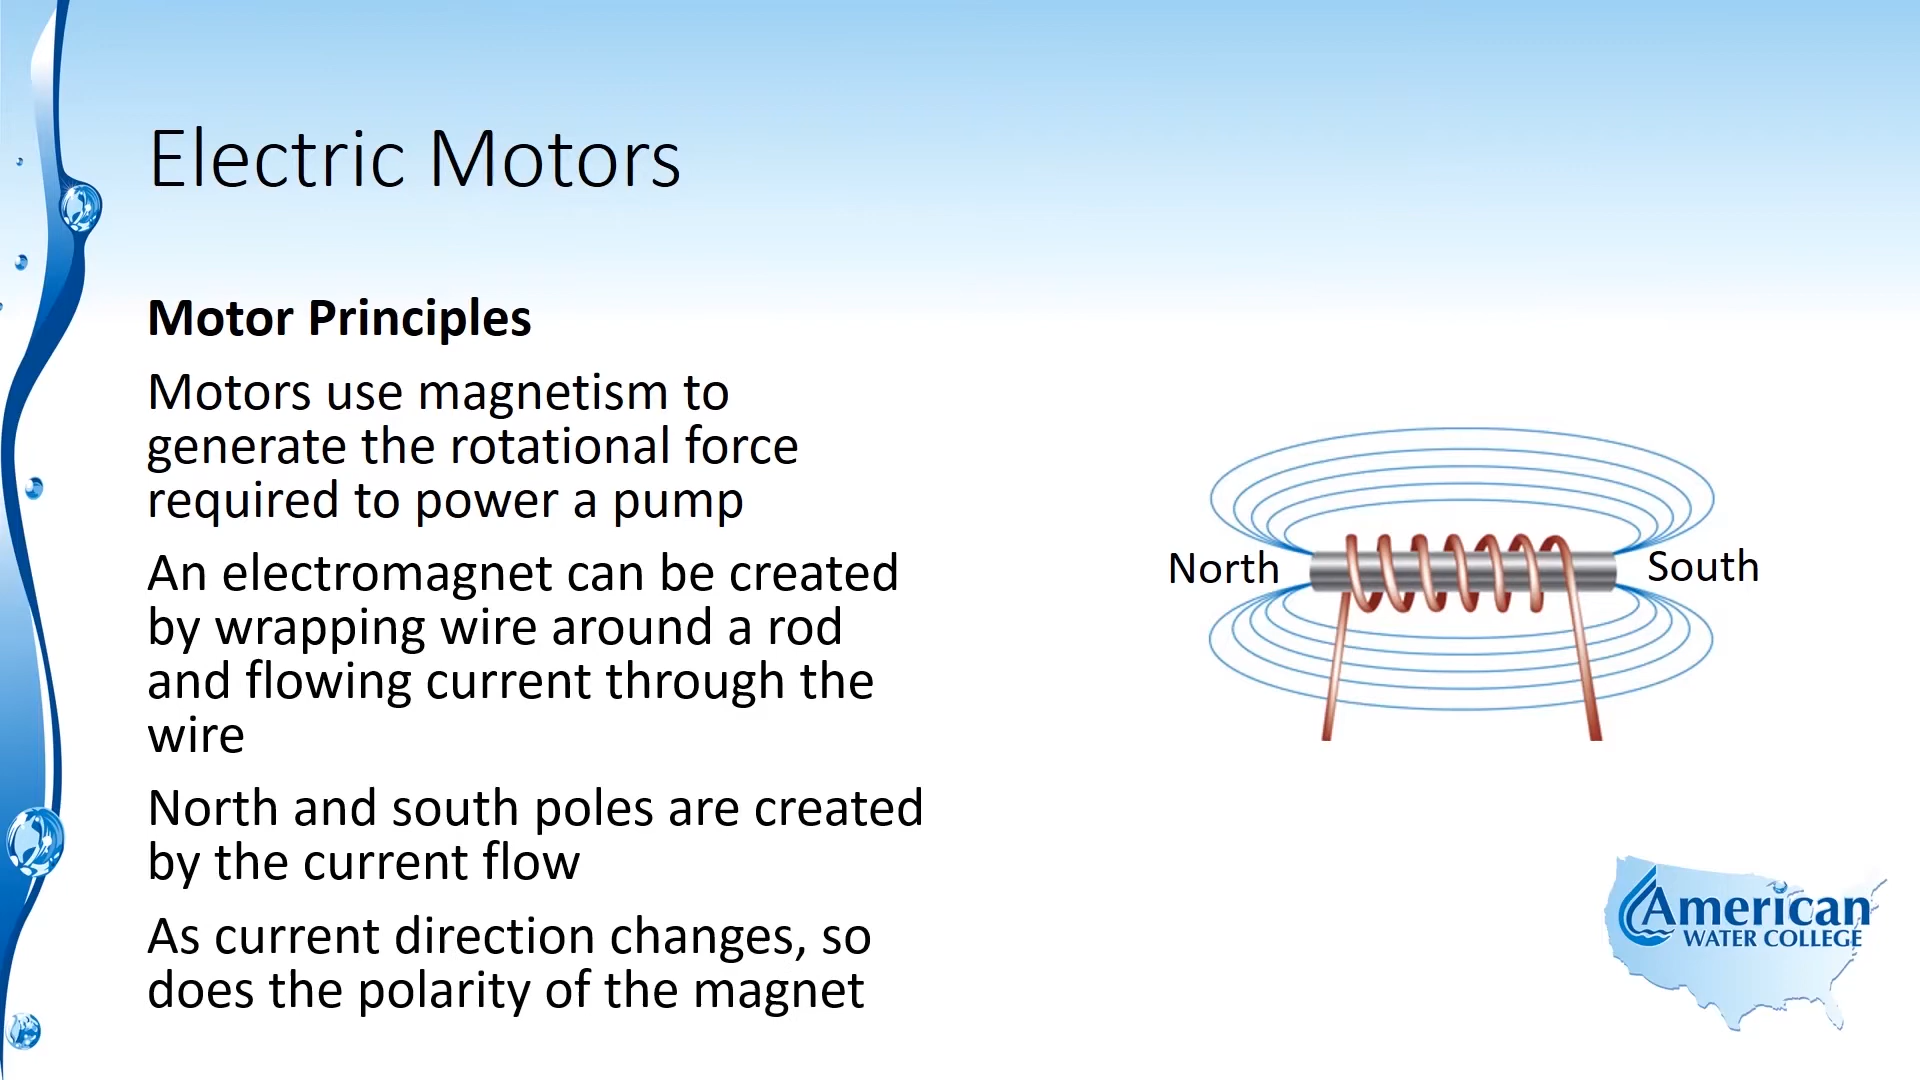 Electric Motors
Motor Principles
Motors use magnetism to
generate the rotational force
required to power a pump
An electromagnet can be created
by wrapping wire around a rod
and flowing current through the
wire
North and south poles are created
by the current flow
As current direction changes, so
does the polarity of the magnet
North
South
American
WATER COLLEGE